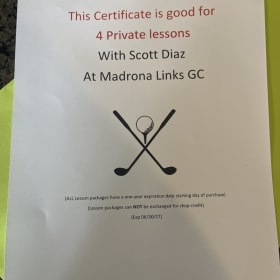 This Certificate is good for
4 Private lessons
With Scott Diaz
At Madrona Links GC
(ALL Lesson packages have a one year expiration date starting day of purchase)
(Lesson packages can NOT be exchanged for shop credit)
(Exp 06/30/27)